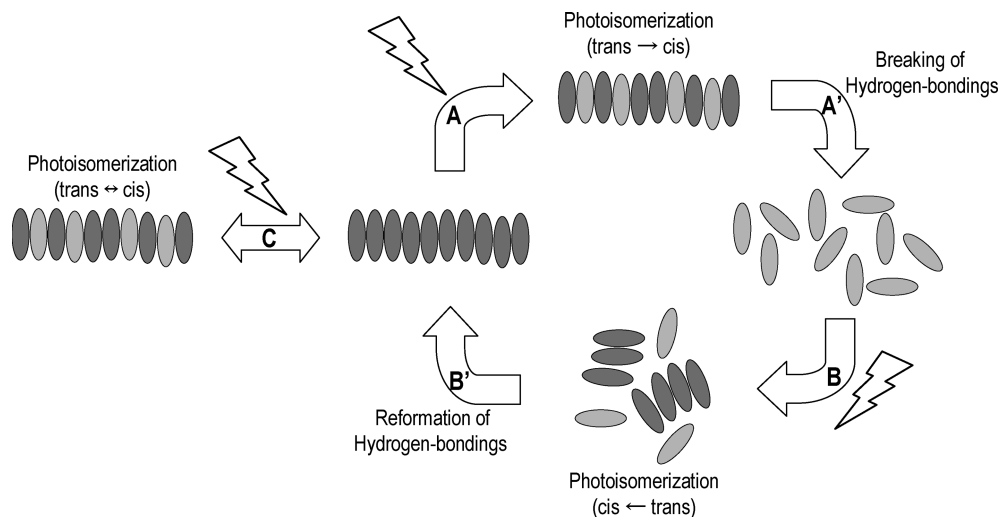 Photoisomerization
(trans → cis)
Breaking of
Hydrogen-bondings
A
A’
Photoisomerization
(trans ↔ cis)
C
B
B’
Reformation of
Hydrogen-bondings
Photoisomerization
(cis ← trans)